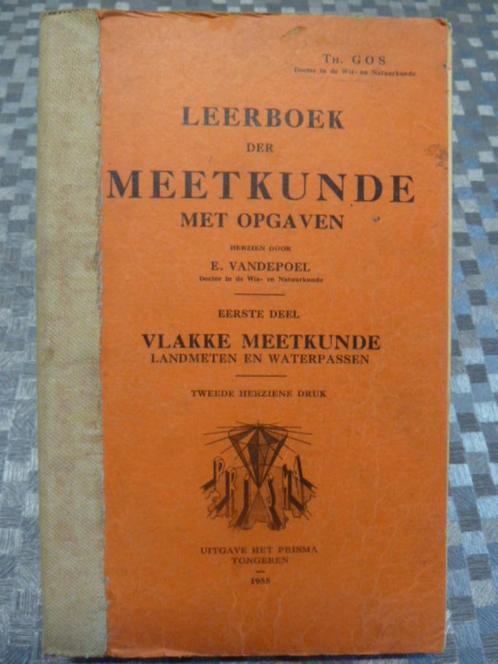 Th. GOS
Doctor in de Wis- en Natuurkunde
LEERBOEK
DER
MEETKUNDE
MET OPGAVEN
HERZIEN DOOR
E. VANDEPOEL
Doctor in de Wis- en Natuurkunde
EERSTE DEEL
VLAKKE MEETKUNDE
LANDMETEN EN WATERPASSEN
TWEEDE HERZIENE DRUK
PRISMA
UITGAVE HET PRISMA
TONGEREN
1955